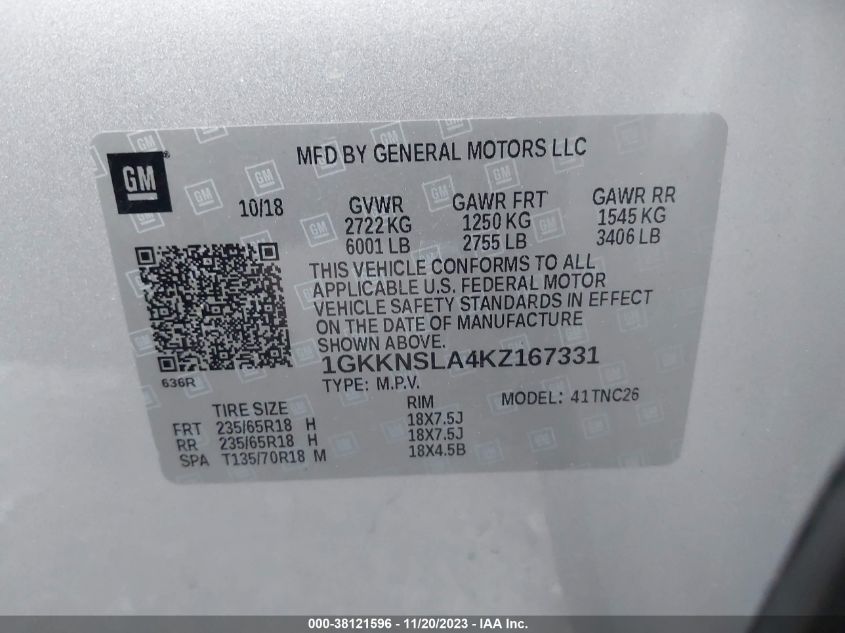 MFD BY GENERAL MOTORS LLC
GM
10/18 GVWR GAWR FRT GAWR RR
2722 KG 1250 KG 1545 KG
6001 LB 2755 LB 3406 LB
THIS VEHICLE CONFORMS TO ALL
APPLICABLE U.S. FEDERAL MOTOR
VEHICLE SAFETY STANDARDS IN EFFECT
ON THE DATE OF MANUFACTURE
SHOWN ABOVE.
1GKKNSLA4KZ167331
636R
TYPE: M.P.V.
MODEL: 41TNC26
TIRE SIZE RIM
FRT 235/65R18 H 18X7.5J
RR 235/65R18 H 18X7.5J
SPA T135/70R18 M 18X4.5B
000-38121596 - 11/20/2023 - IAA Inc.